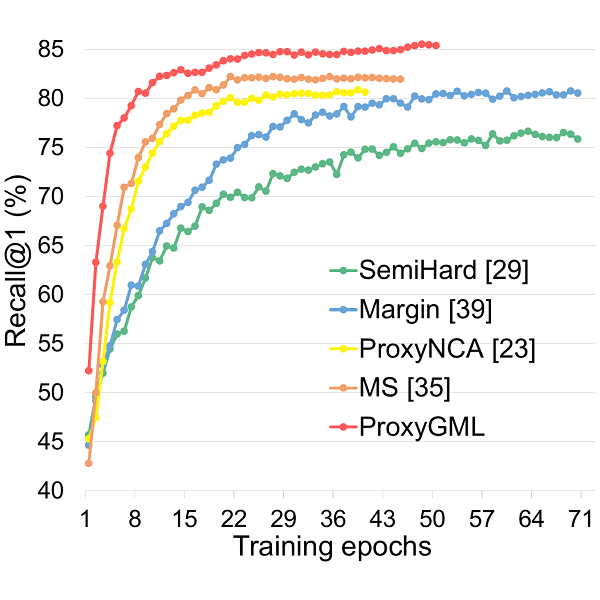 Recall@1 (%)
85
80
75
70
65
60
55
50
45
40
SemiHard [29]
Margin [39]
ProxyNCA [23]
MS [35]
ProxyGML
1 8 15 22 29 36 43 50 57 64 71
Training epochs